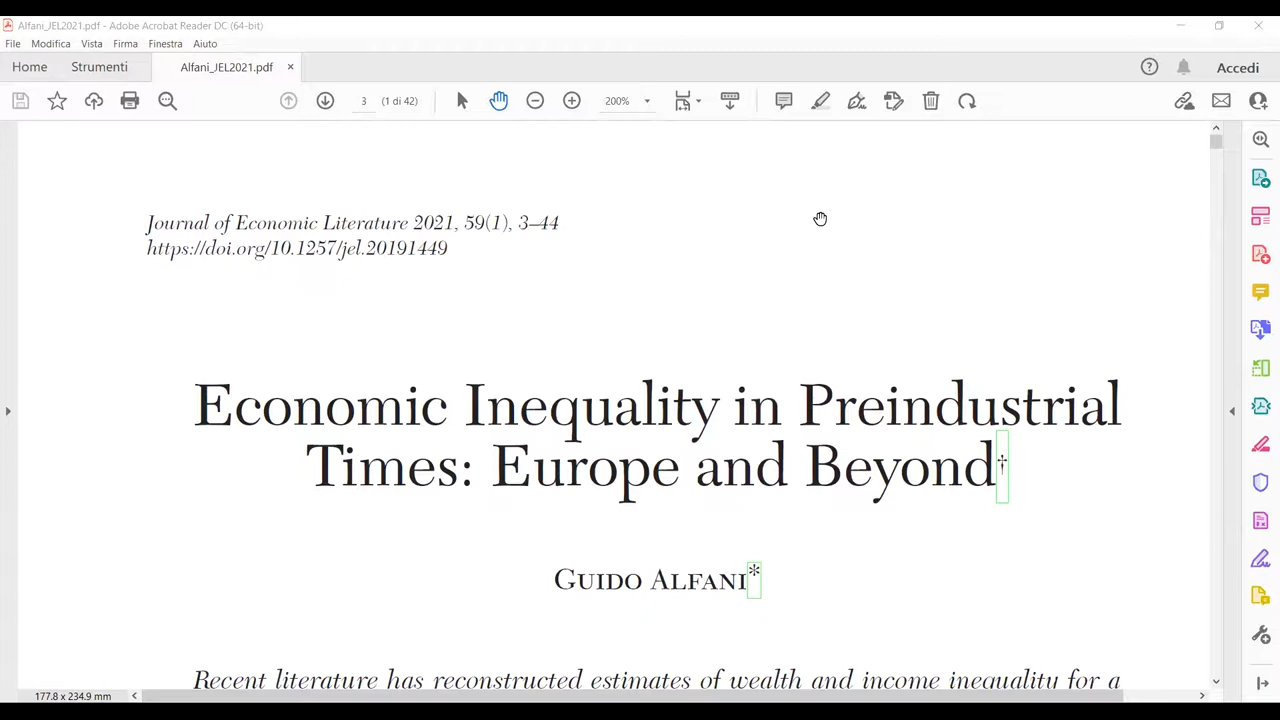 Alfani_JEL2021.pdf - Adobe Acrobat Reader DC (64-bit)
File Modifica Vista Firma Finestra Aiuto
Home Strumenti Alfani_JEL2021.pdf × Accedi
3 (1 di 42) 200%
Journal of Economic Literature 2021, 59(1), 3–44
https://doi.org/10.1257/jel.20191449
Economic Inequality in Preindustrial
Times: Europe and Beyond†
Guido Alfani*
Recent literature has reconstructed estimates of wealth and income inequality for a
177.8 x 234.9 mm